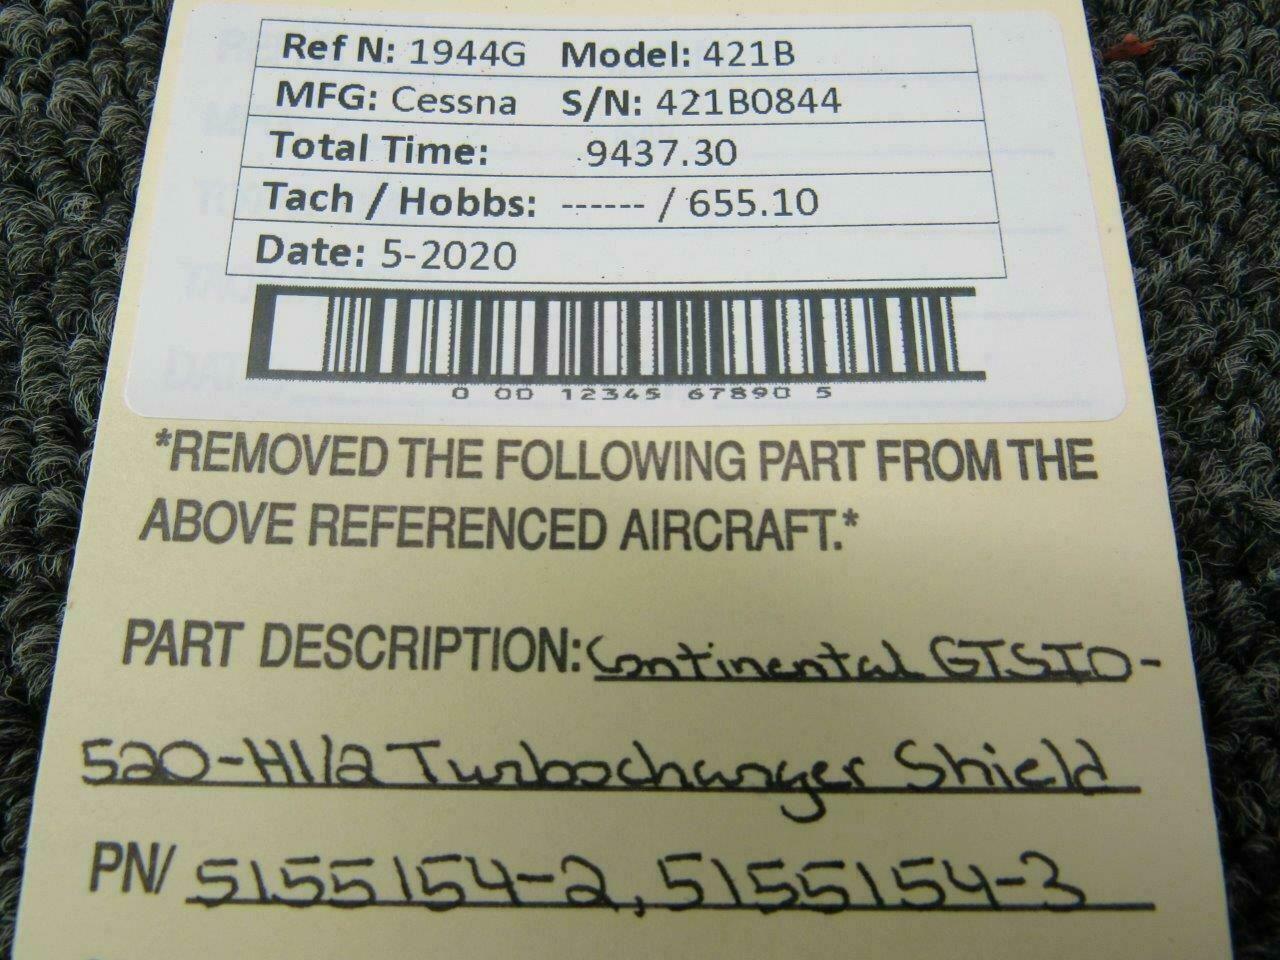 Ref N: 1944G Model: 421B
MFG: Cessna S/N: 421B0844
Total Time: 9437.30
Tach / Hobbs: ------ / 655.10
Date: 5-2020
0 00 12345 67890 5
*REMOVED THE FOLLOWING PART FROM THE
ABOVE REFERENCED AIRCRAFT.*
PART DESCRIPTION: Continental GTSIO-
520-H1/2 Turbocharger Shield
PN/ 5155154-2, 5155154-3